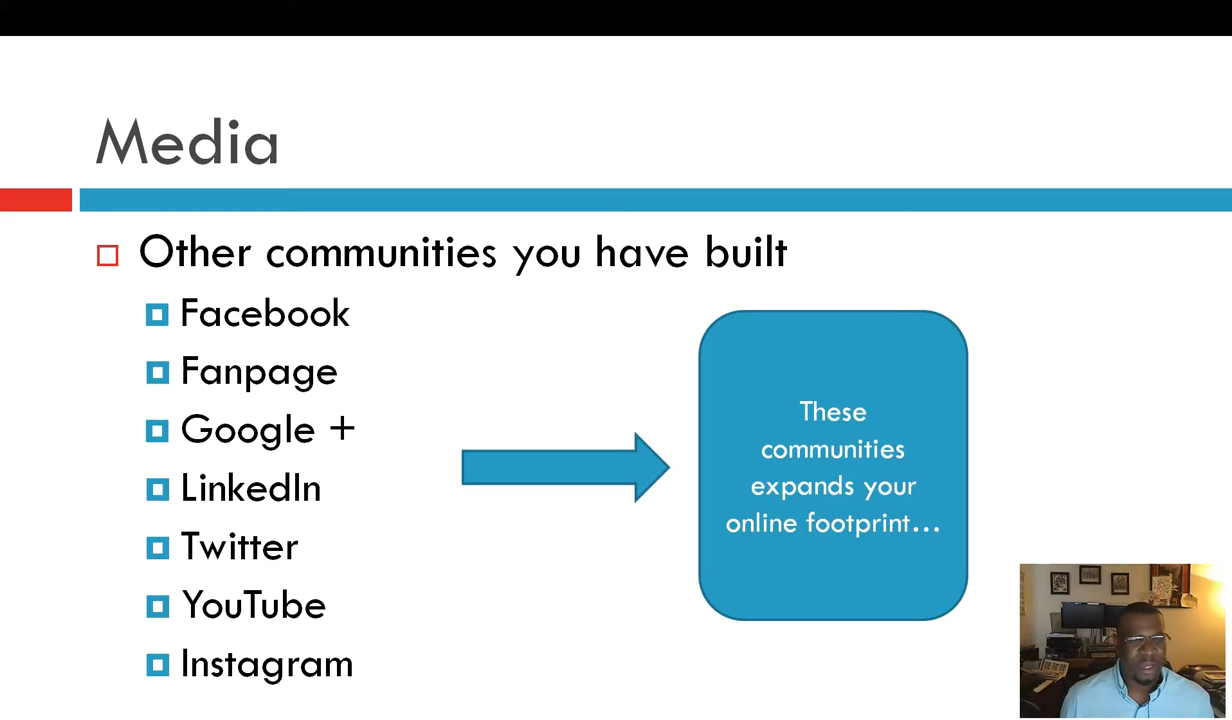 Media
Other communities you have built
Facebook
Fanpage
Google +
LinkedIn
Twitter
YouTube
Instagram
These
communities
expands your
online footprint...